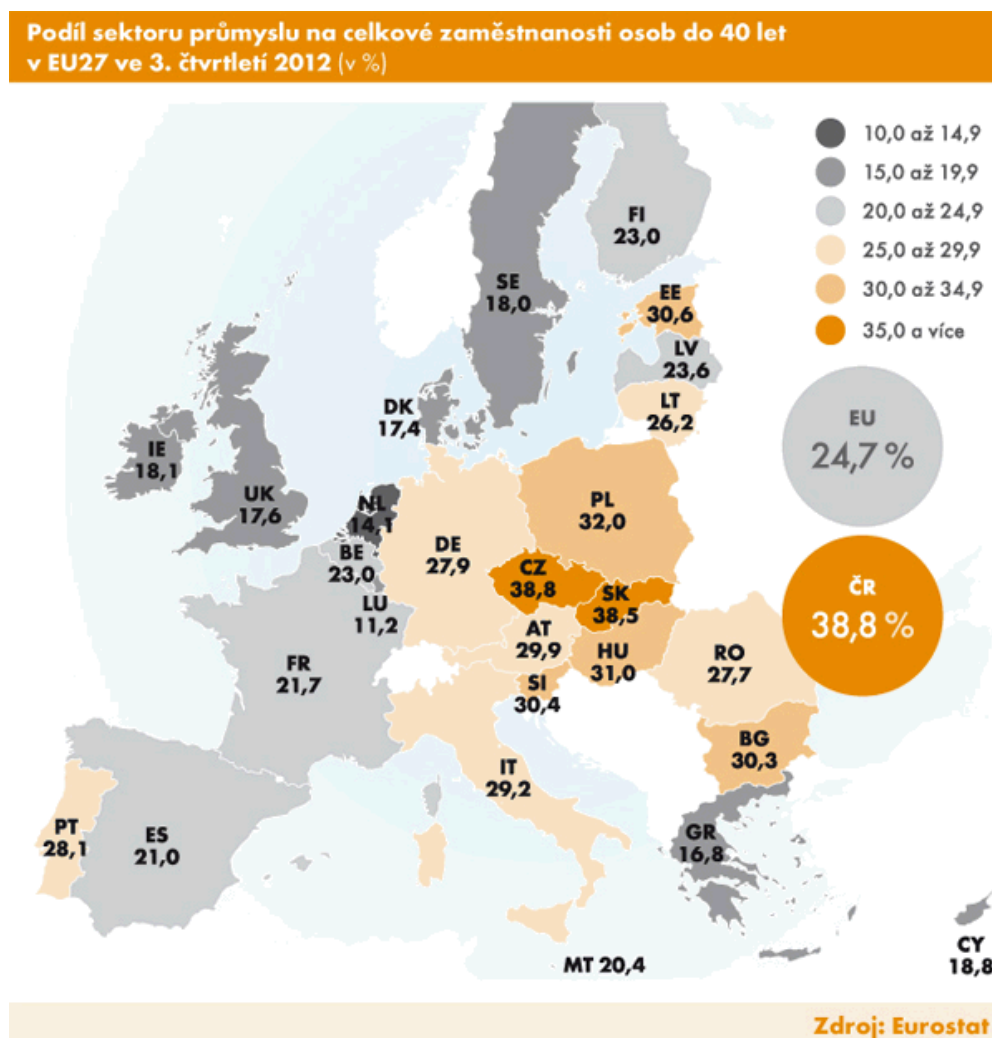 Podíl sektoru průmyslu na celkové zaměstnanosti osob do 40 let
v EU27 ve 3. čtvrtletí 2012 (v %)
10,0 až 14,9
15,0 až 19,9
20,0 až 24,9
25,0 až 29,9
30,0 až 34,9
35,0 a více
FI
23,0
SE
18,0
EE
30,6
LV
23,6
LT
26,2
DK
17,4
EU
24,7 %
IE
18,1
UK
17,6
NL
14,1
PL
32,0
BE
23,0
DE
27,9
CZ
38,8
SK
38,5
ČR
38,8 %
LU
11,2
AT
29,9
HU
31,0
RO
27,7
FR
21,7
SI
30,4
BG
30,3
IT
29,2
PT
28,1
ES
21,0
GR
16,8
MT 20,4
CY
18,8
Zdroj: Eurostat